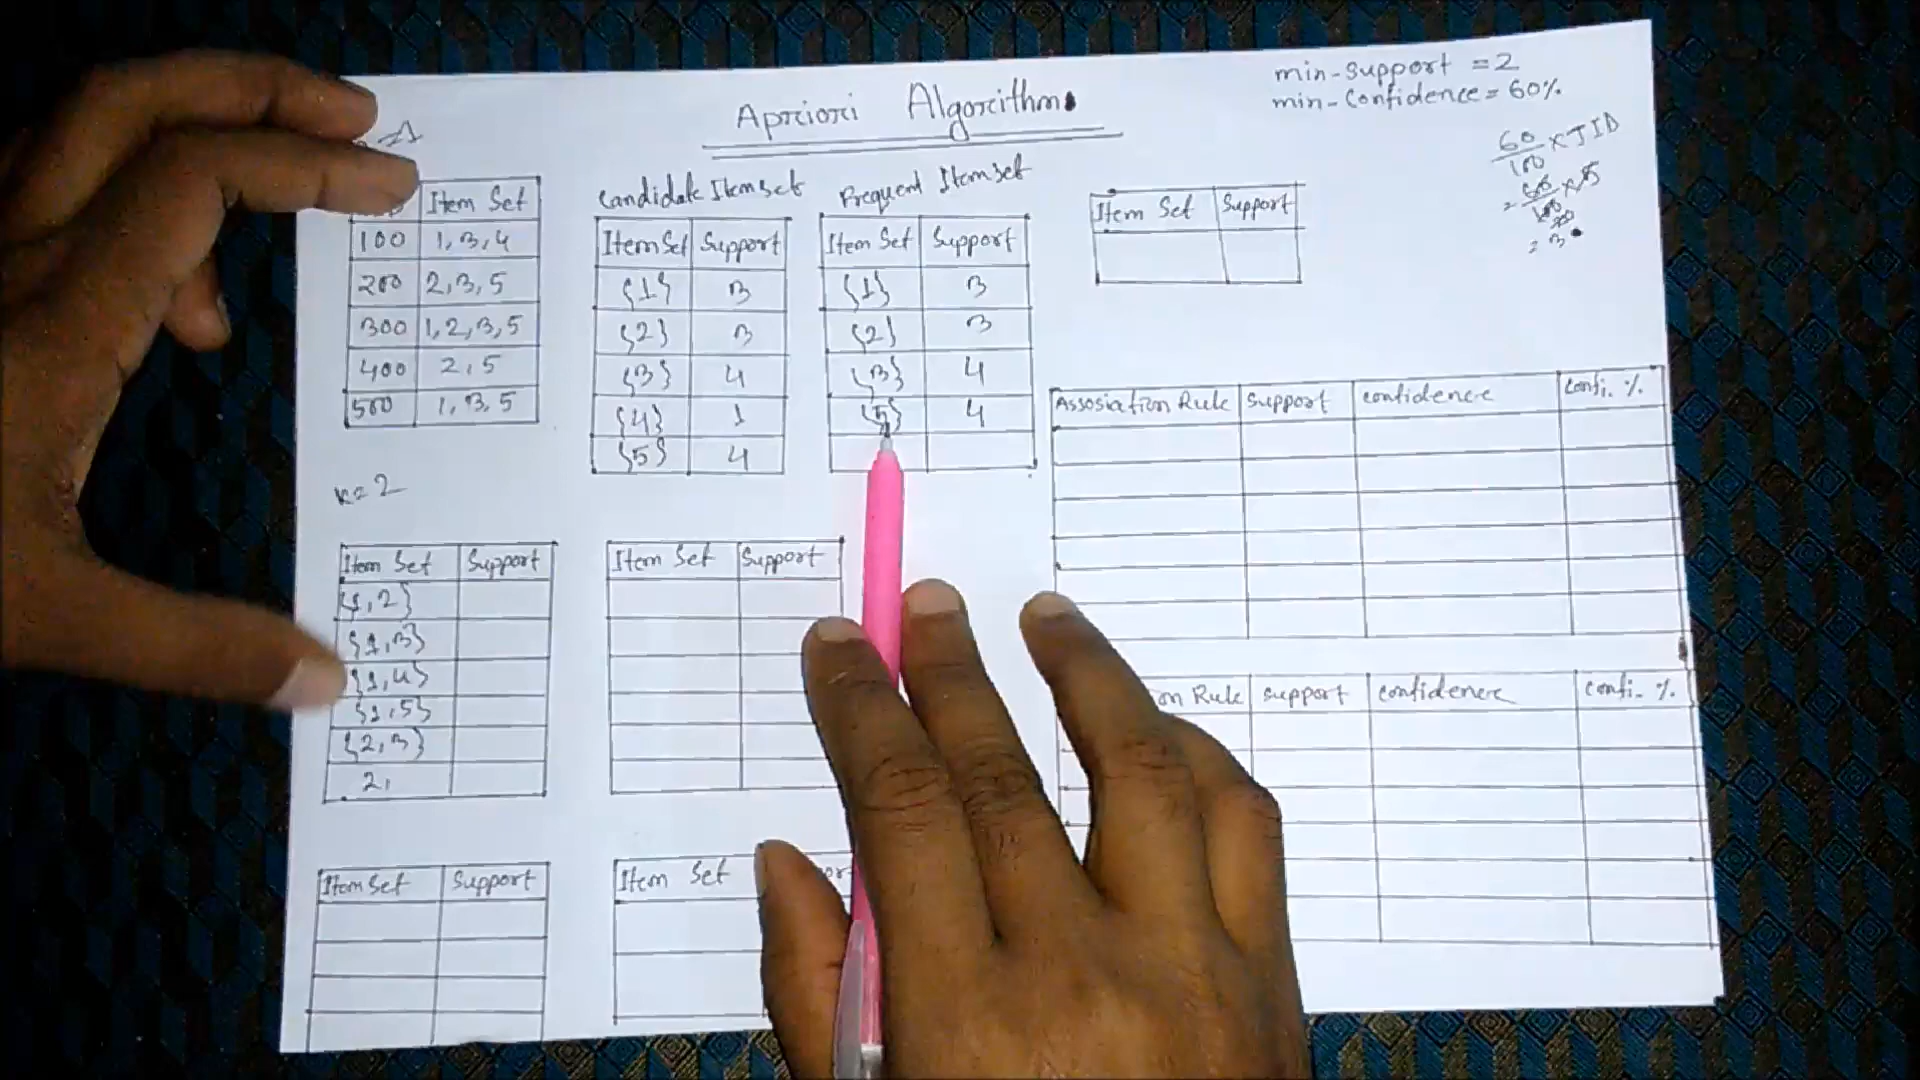 Apriori Algorithm
min-support = 2
min-Confidence = 60%
60/100 × TID
Item Set
100 1, 3, 4
200 2, 3, 5
300 1, 2, 3, 5
400 2, 5
500 1, 3, 5
Candidate Itemset
Item Set Support
{1} 3
{2} 3
{3} 4
{4} 1
{5} 4
Frequent Itemset
Item Set Support
{1} 3
{2} 3
{3} 4
{5} 4
Item Set Support
Assosiation Rule Support confidence Confi. %
k=2
Item Set Support
{1,2}
{1,3}
{1,4}
{1,5}
{2,3}
2,
Item Set Support
on Rule support confidence confi- %
Item Set Support
Item Set